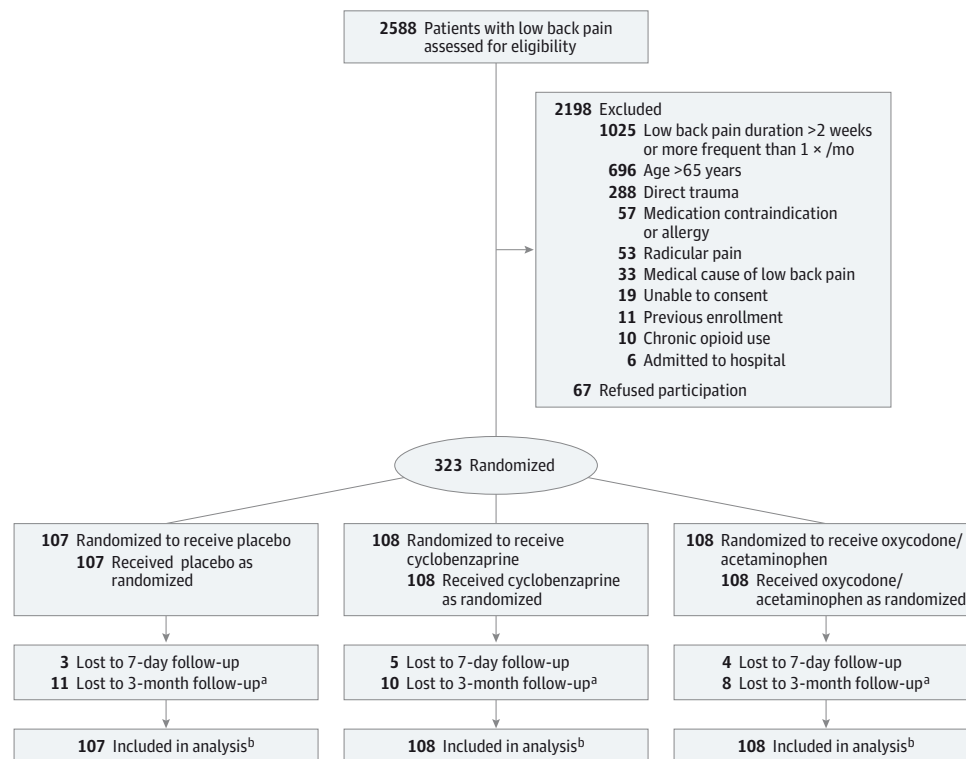 2588 Patients with low back pain
assessed for eligibility
2198 Excluded
1025 Low back pain duration >2 weeks
or more frequent than 1 × /mo
696 Age >65 years
288 Direct trauma
57 Medication contraindication
or allergy
53 Radicular pain
33 Medical cause of low back pain
19 Unable to consent
11 Previous enrollment
10 Chronic opioid use
6 Admitted to hospital
67 Refused participation
323 Randomized
107 Randomized to receive placebo
107 Received placebo as
randomized
108 Randomized to receive
cyclobenzaprine
108 Received cyclobenzaprine
as randomized
108 Randomized to receive oxycodone/
acetaminophen
108 Received oxycodone/
acetaminophen as randomized
3 Lost to 7-day follow-up
11 Lost to 3-month follow-upᵃ
5 Lost to 7-day follow-up
10 Lost to 3-month follow-upᵃ
4 Lost to 7-day follow-up
8 Lost to 3-month follow-upᵃ
107 Included in analysisᵇ
108 Included in analysisᵇ
108 Included in analysisᵇ